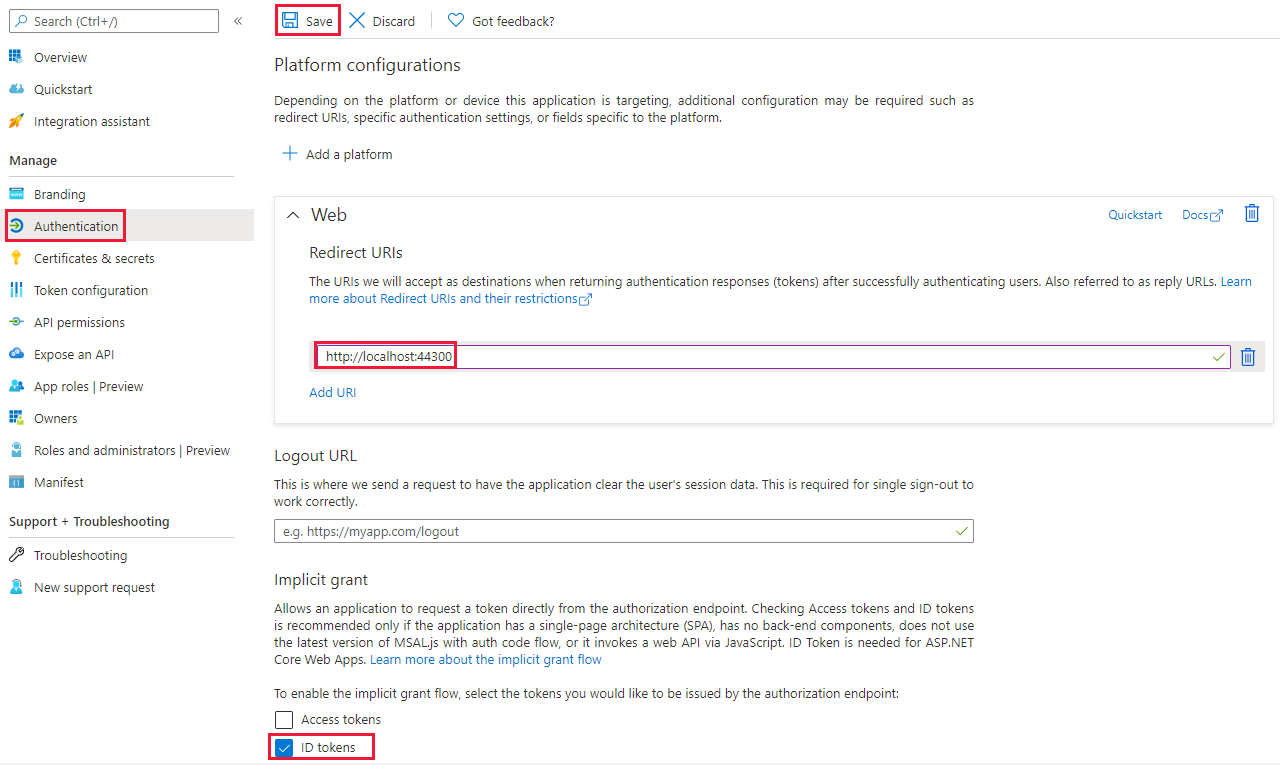 Search (Ctrl+/)
«
Save
Discard
Got feedback?
Overview
Quickstart
Integration assistant
Manage
Branding
Authentication
Certificates & secrets
Token configuration
API permissions
Expose an API
App roles | Preview
Owners
Roles and administrators | Preview
Manifest
Support + Troubleshooting
Troubleshooting
New support request
Platform configurations
Depending on the platform or device this application is targeting, additional configuration may be required such as
redirect URIs, specific authentication settings, or fields specific to the platform.
Add a platform
Web
Quickstart
Docs
Redirect URIs
The URIs we will accept as destinations when returning authentication responses (tokens) after successfully authenticating users. Also referred to as reply URLs. Learn
more about Redirect URIs and their restrictions
http://localhost:44300
Add URI
Logout URL
This is where we send a request to have the application clear the user's session data. This is required for single sign-out to
work correctly.
e.g. https://myapp.com/logout
Implicit grant
Allows an application to request a token directly from the authorization endpoint. Checking Access tokens and ID tokens
is recommended only if the application has a single-page architecture (SPA), has no back-end components, does not use
the latest version of MSAL.js with auth code flow, or it invokes a web API via JavaScript. ID Token is needed for ASP.NET
Core Web Apps. Learn more about the implicit grant flow
To enable the implicit grant flow, select the tokens you would like to be issued by the authorization endpoint:
Access tokens
ID tokens